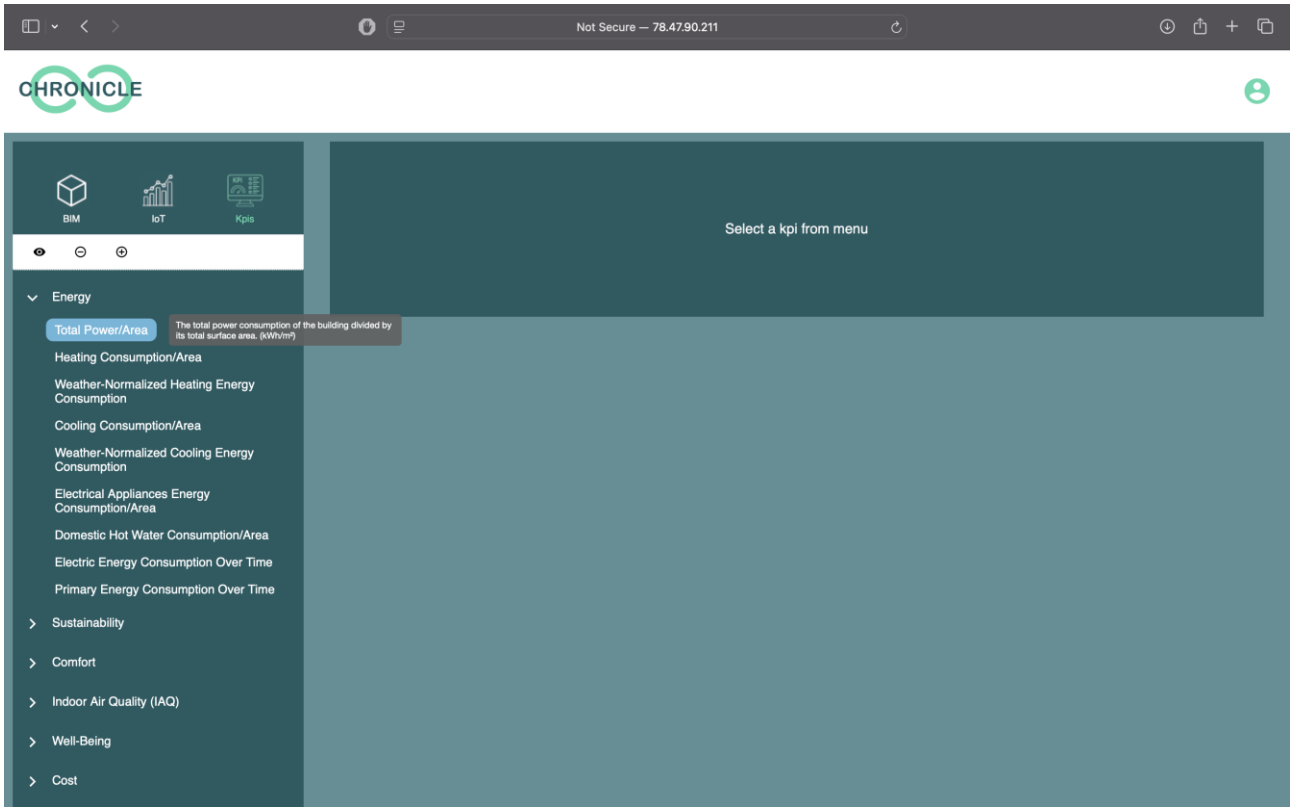 Not Secure — 78.47.90.211
CHRONICLE
BIM
IoT
KPI
Kpis
Select a kpi from menu
Energy
Total Power/Area
The total power consumption of the building divided by
its total surface area. (kWh/m²)
Heating Consumption/Area
Weather-Normalized Heating Energy
Consumption
Cooling Consumption/Area
Weather-Normalized Cooling Energy
Consumption
Electrical Appliances Energy
Consumption/Area
Domestic Hot Water Consumption/Area
Electric Energy Consumption Over Time
Primary Energy Consumption Over Time
Sustainability
Comfort
Indoor Air Quality (IAQ)
Well-Being
Cost